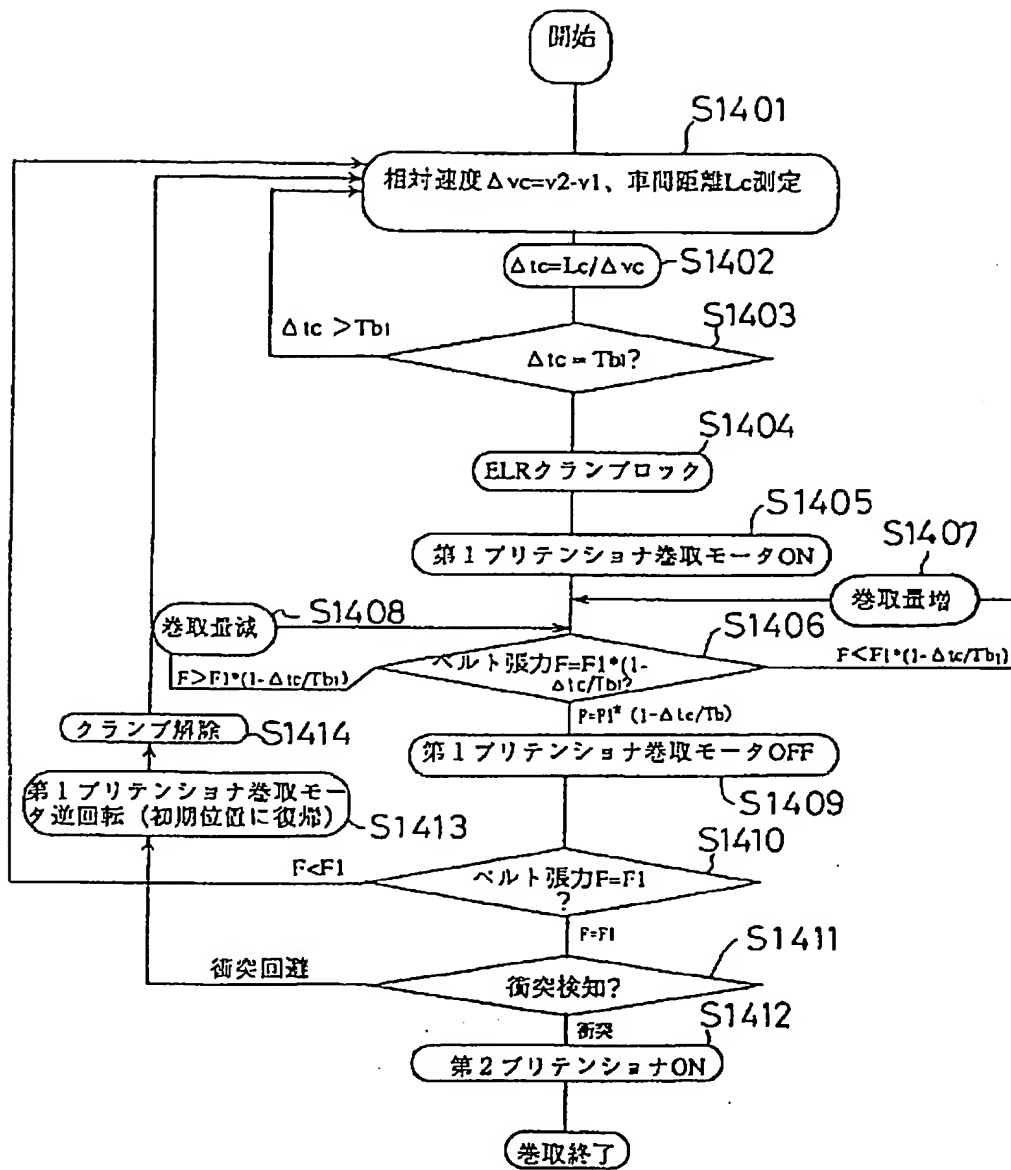 開始
S1401
相対速度Δvc=v2-v1、車間距離Lc測定
Δtc=Lc/Δvc
S1402
S1403
Δtc >Tb1
Δtc = Tb1?
S1404
ELRクランプロック
S1405
第1プリテンショナ巻取モータON
S1407
巻取量増
巻取量減
S1408
S1406
ベルト張力F=F1*(1-
Δtc/Tb1?
F>F1*(1-Δtc/Tb1)
F<F1*(1-Δtc/Tb1)
F=F1* (1-Δtc/Tb)
クランプ解除
S1414
第1プリテンショナ巻取モータOFF
S1409
第1プリテンショナ巻取モー
タ逆回転(初期位置に復帰)
S1413
S1410
F<F1
ベルト張力F=F1
?
F=F1
S1411
衝突回避
衝突検知?
S1412
衝突
第2プリテンショナON
巻取終了